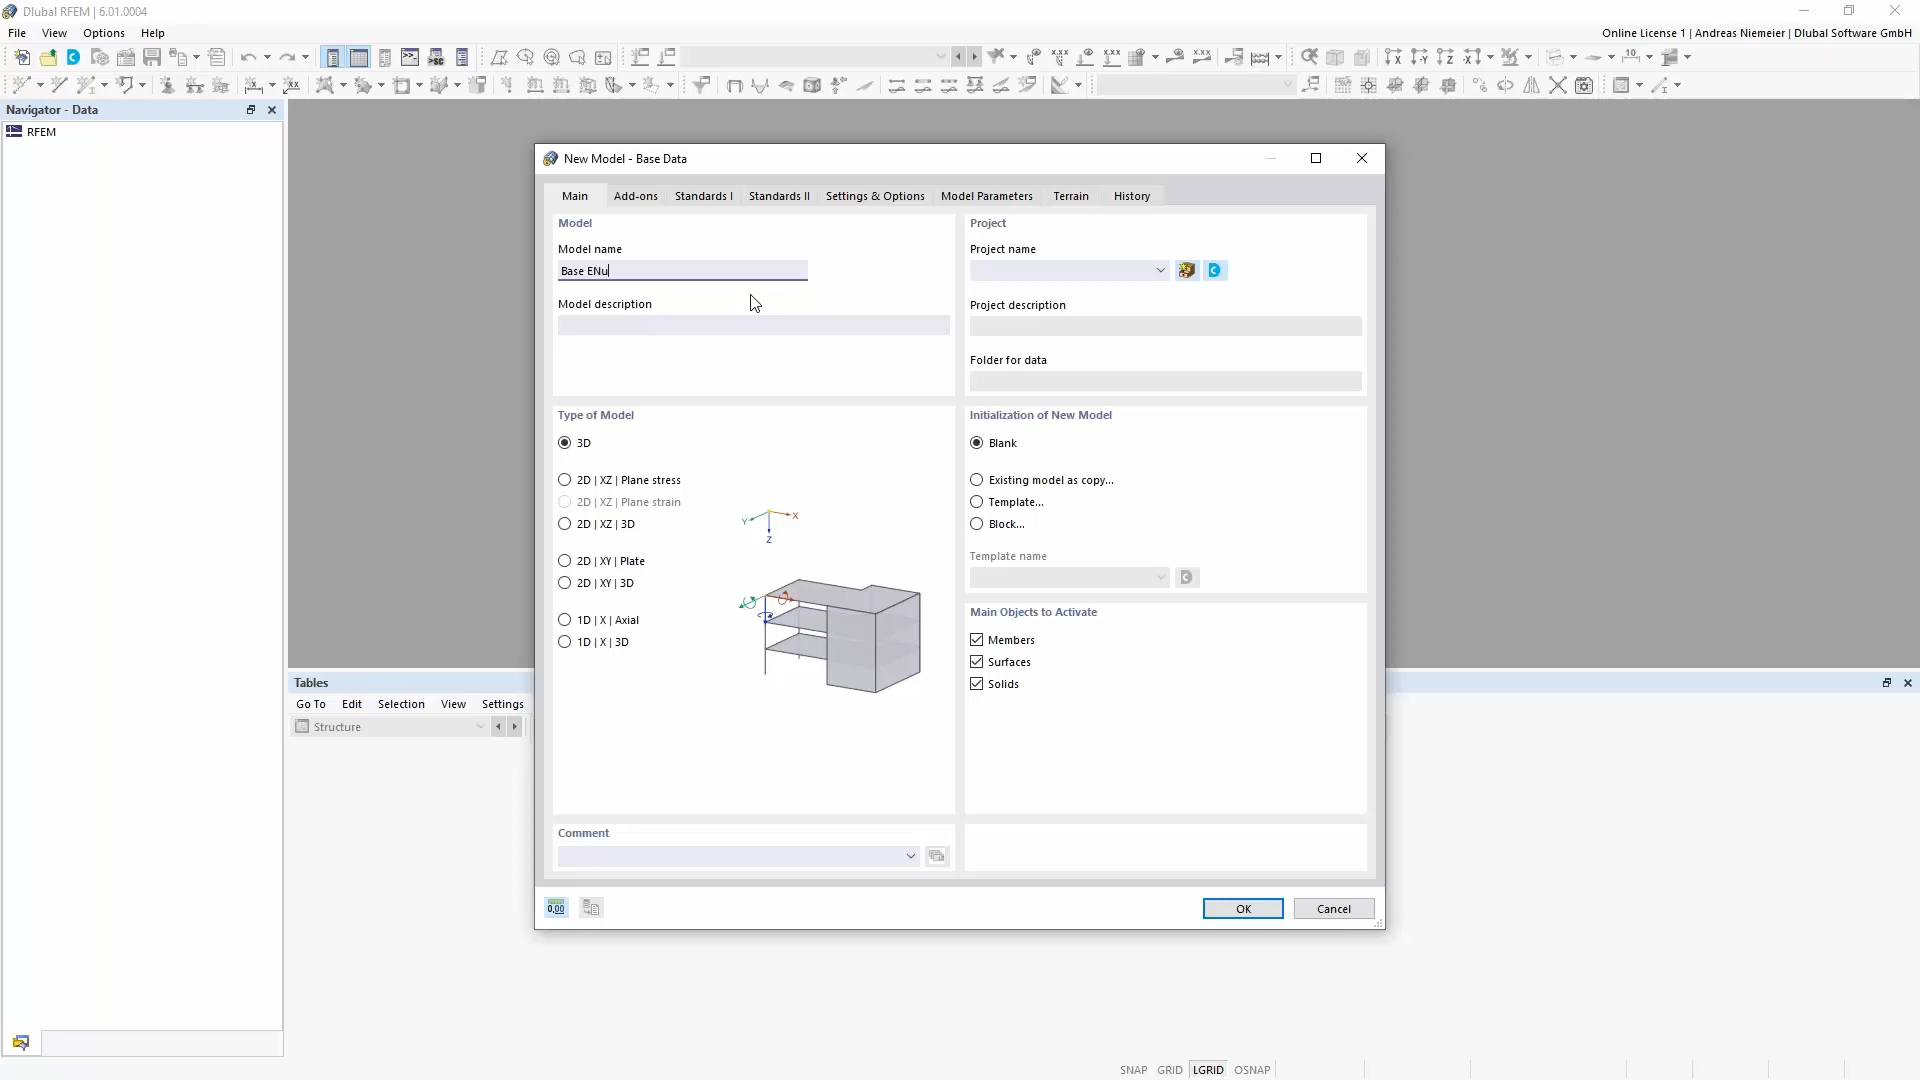 Dlubal RFEM | 6.01.0004
File View Options Help
Online License 1 | Andreas Niemeier | Dlubal Software GmbH
Navigator - Data
RFEM
New Model - Base Data
Main Add-ons Standards I Standards II Settings & Options Model Parameters Terrain History
Model
Model name
Base ENu
Model description
Project
Project name
Project description
Folder for data
Type of Model
3D
2D | XZ | Plane stress
2D | XZ | Plane strain
2D | XZ | 3D
2D | XY | Plate
2D | XY | 3D
1D | X | Axial
1D | X | 3D
Y X
Z
Initialization of New Model
Blank
Existing model as copy...
Template...
Block...
Template name
Main Objects to Activate
Members
Surfaces
Solids
Comment
0,00
OK Cancel
Tables
Go To Edit Selection View Settings
Structure
SNAP GRID LGRID OSNAP